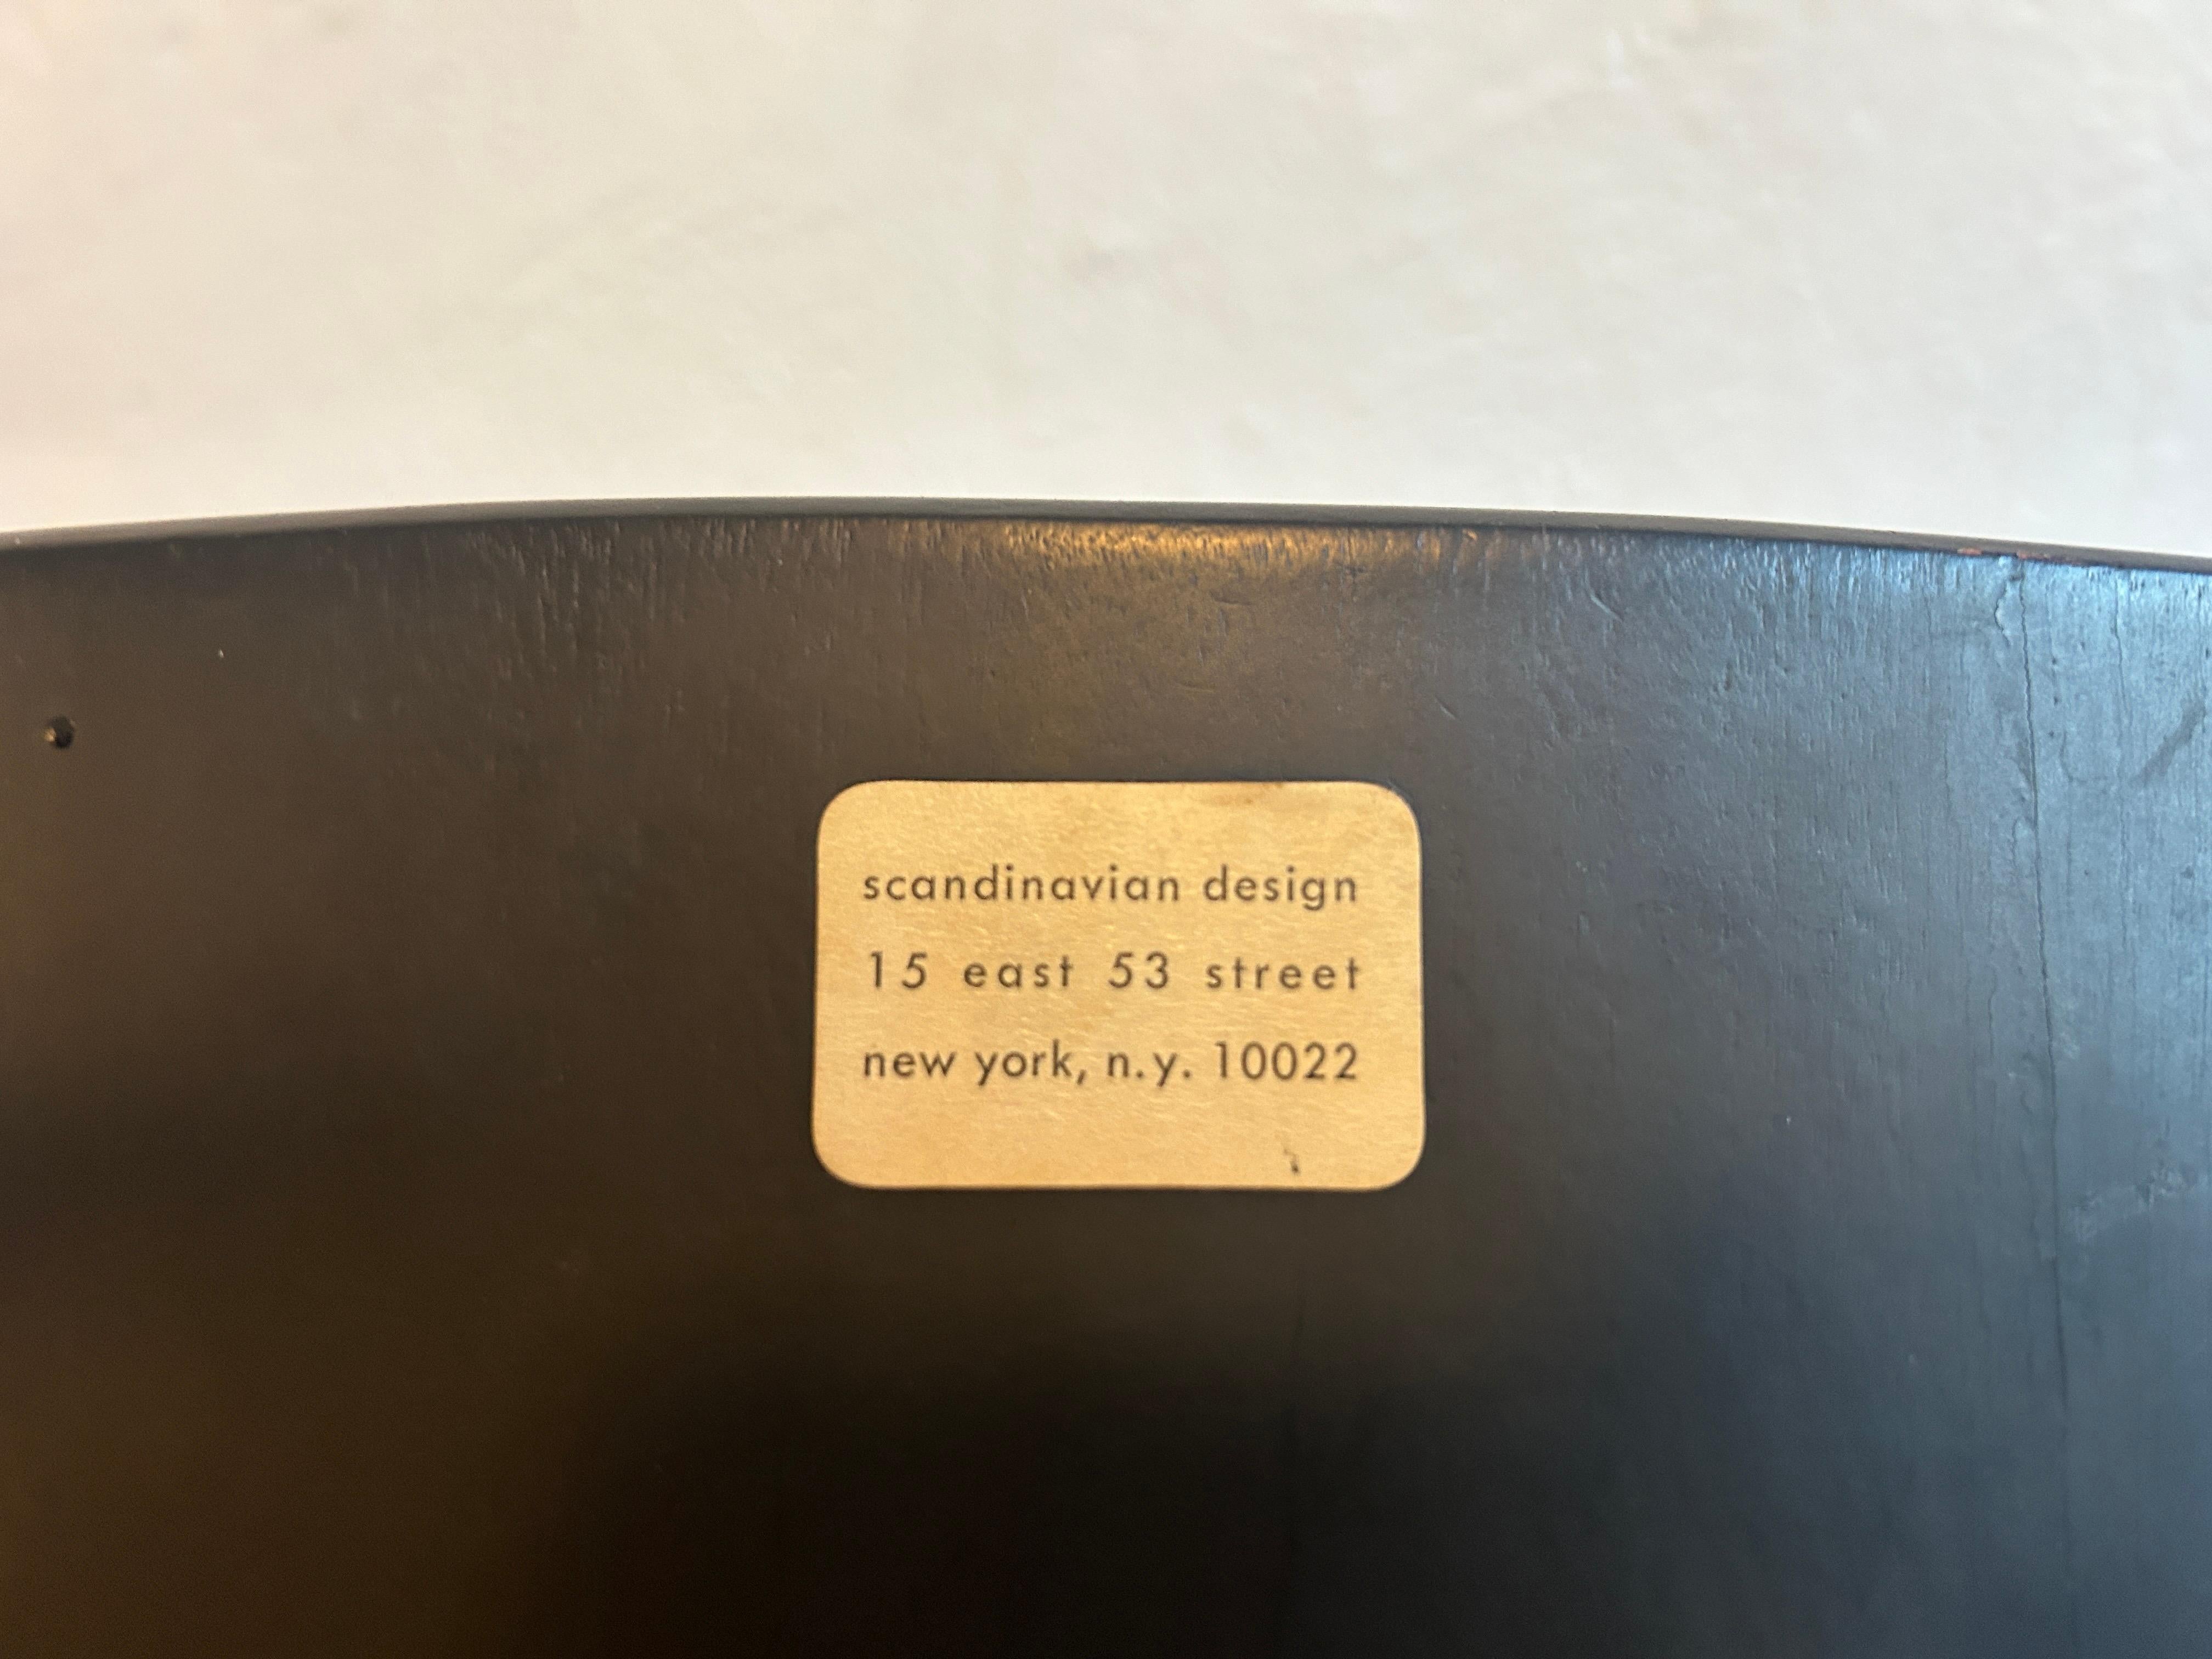 scandinavian design
15 east 53 street
new york, n.y. 10022